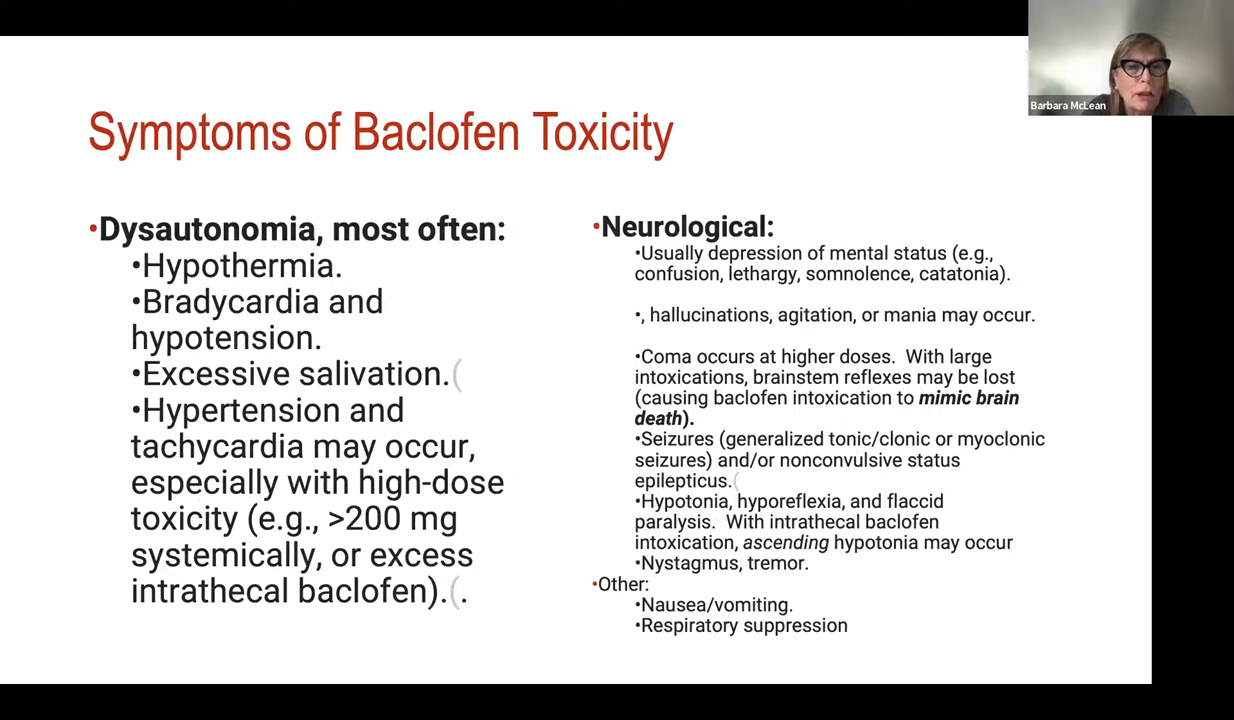 Barbara McLean
Symptoms of Baclofen Toxicity
•Dysautonomia, most often:
•Hypothermia.
•Bradycardia and
hypotension.
•Excessive salivation.(
•Hypertension and
tachycardia may occur,
especially with high-dose
toxicity (e.g., >200 mg
systemically, or excess
intrathecal baclofen).(.
•Neurological:
•Usually depression of mental status (e.g.,
confusion, lethargy, somnolence, catatonia).
•, hallucinations, agitation, or mania may occur.
•Coma occurs at higher doses.  With large
intoxications, brainstem reflexes may be lost
(causing baclofen intoxication to mimic brain
death).
•Seizures (generalized tonic/clonic or myoclonic
seizures) and/or nonconvulsive status
epilepticus.(
•Hypotonia, hyporeflexia, and flaccid
paralysis.  With intrathecal baclofen
intoxication, ascending hypotonia may occur
•Nystagmus, tremor.
•Other:
•Nausea/vomiting.
•Respiratory suppression